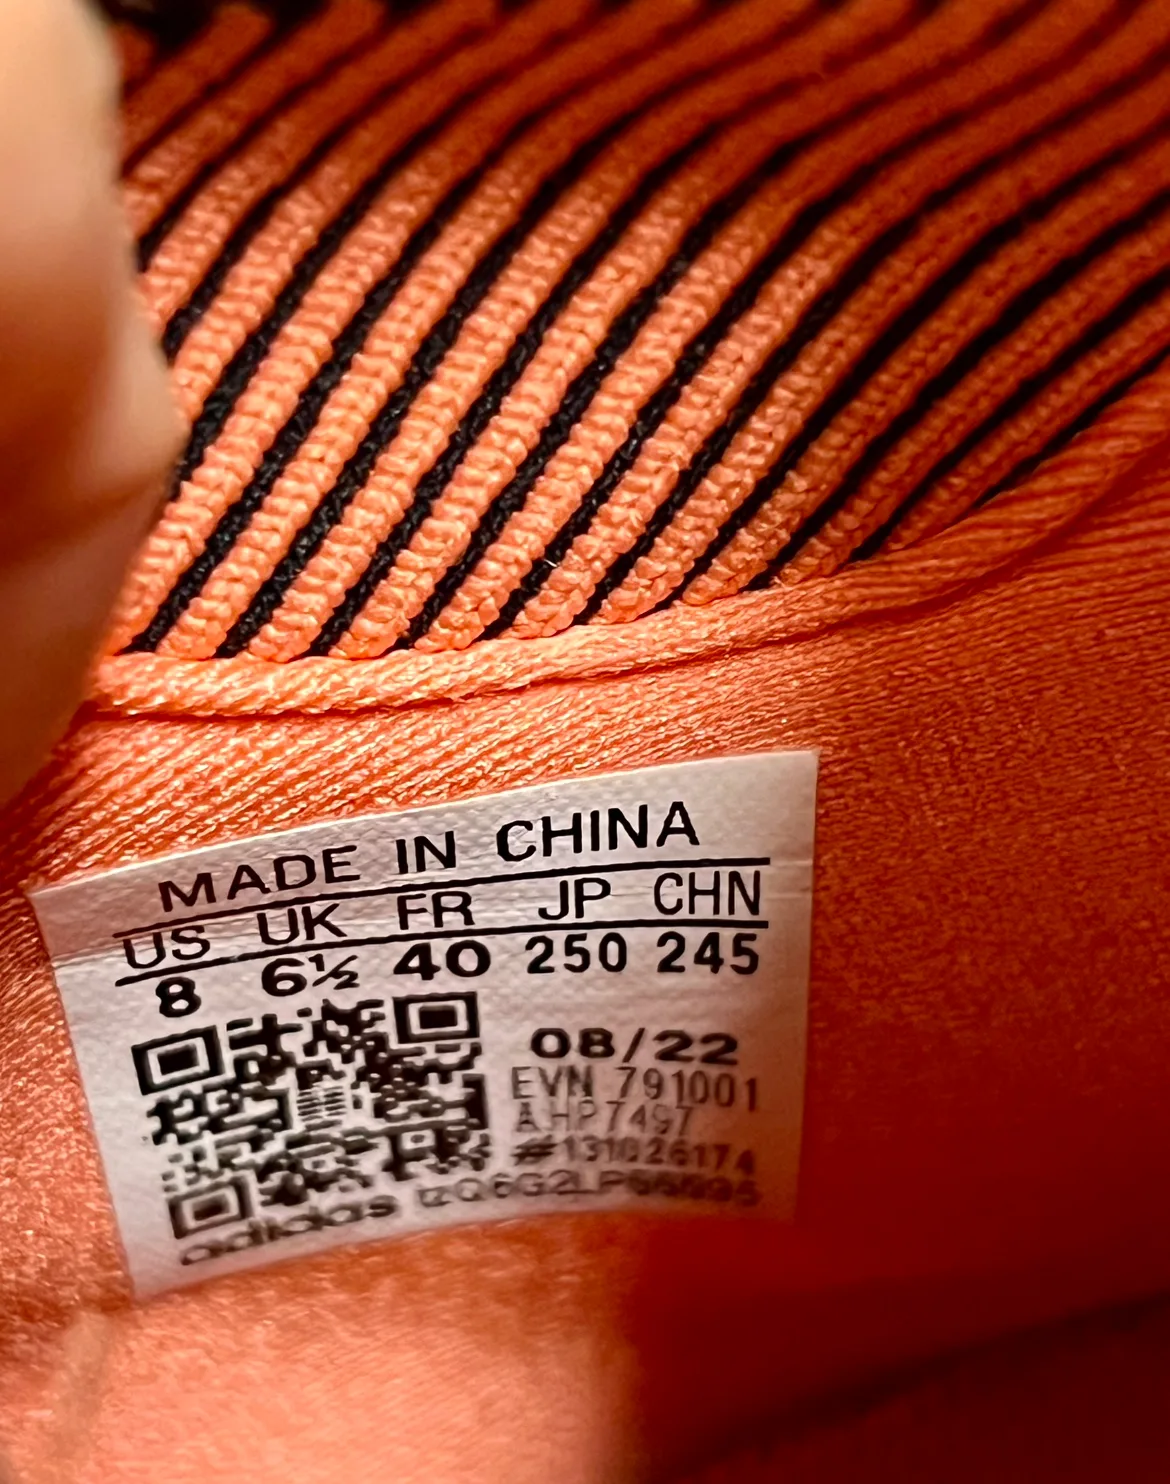 MADE IN CHINA
US UK FR JP CHN
8 6½ 40 250 245
08/22
EVN 791001
AHP7497
#131026174
adidas